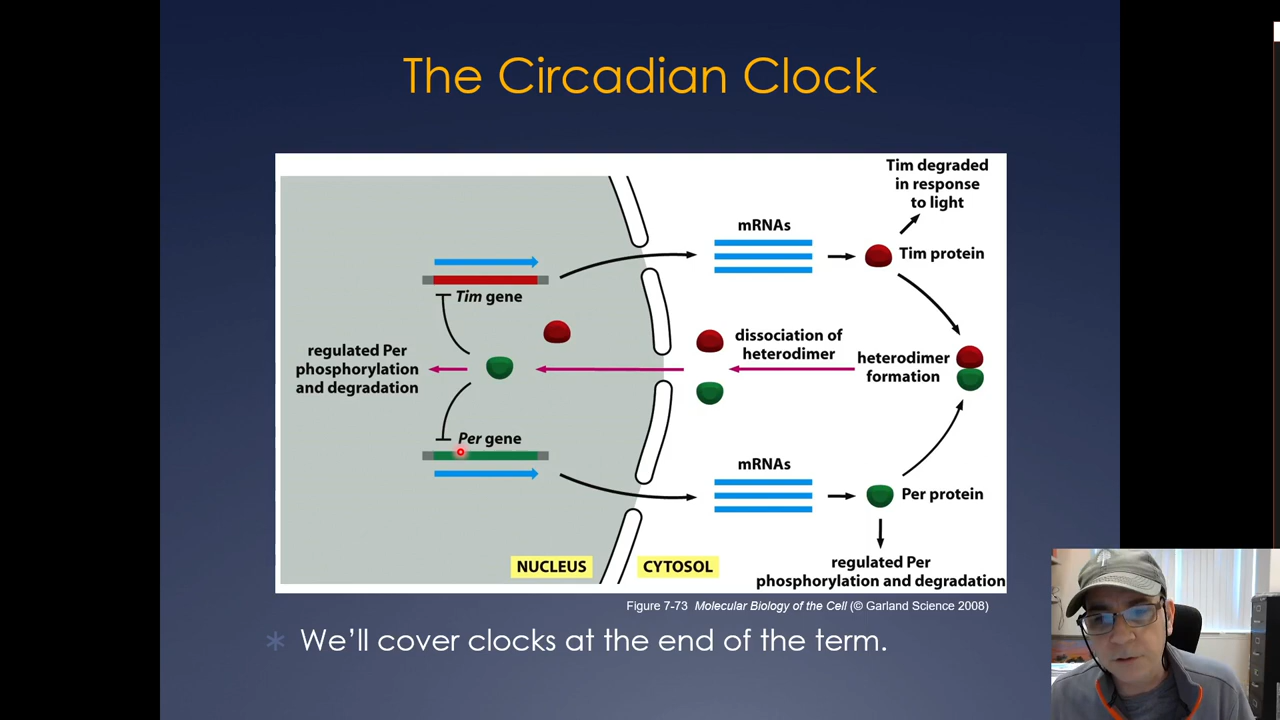 The Circadian Clock
Tim degraded
in response
to light
mRNAs
Tim protein
Tim gene
dissociation of
heterodimer
heterodimer
formation
regulated Per
phosphorylation
and degradation
Per gene
mRNAs
Per protein
NUCLEUS
CYTOSOL
regulated Per
phosphorylation and degradation
Figure 7-73 Molecular Biology of the Cell (© Garland Science 2008)
We’ll cover clocks at the end of the term.